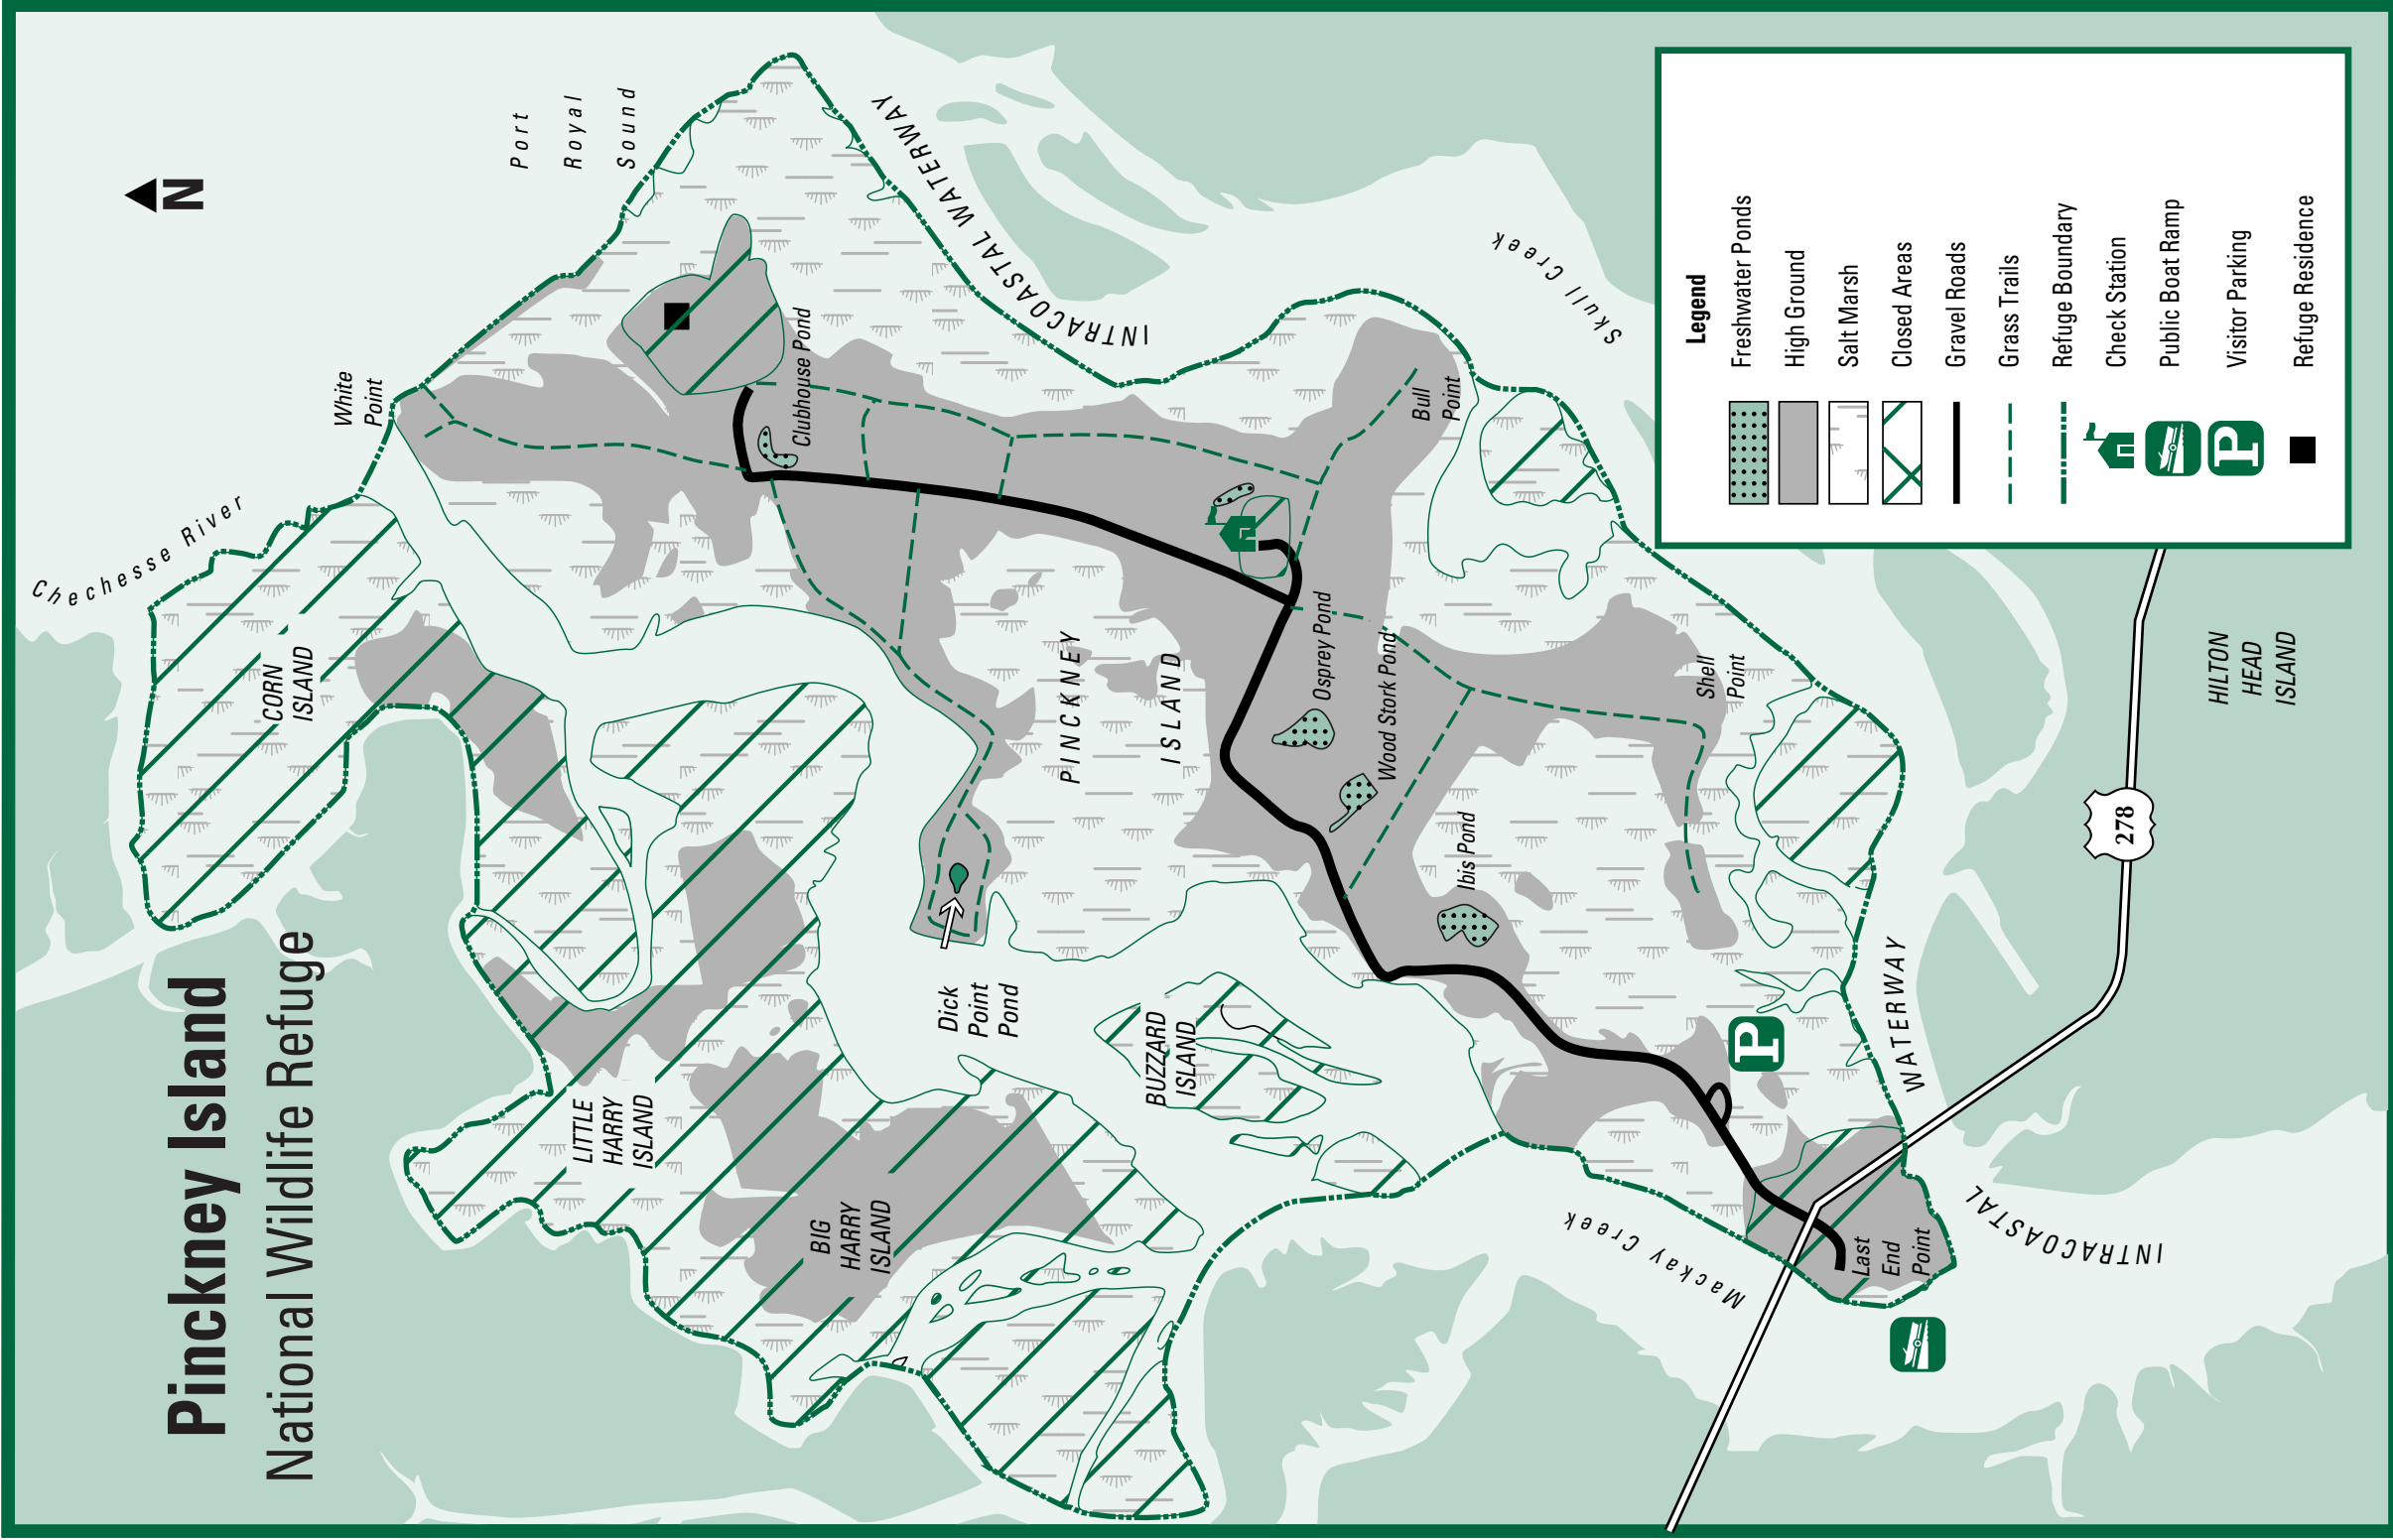 Pinckney Island
National Wildlife Refuge
N
Port
Royal
Sound
Chechesse River
White
Point
CORN
ISLAND
Clubhouse Pond
INTRACOASTAL WATERWAY
Skull Creek
Bull
Point
PINCKNEY
ISLAND
Osprey Pond
Wood Stork Pond
Ibis Pond
Shell
Point
Dick
Point
Pond
LITTLE
HARRY
ISLAND
BIG
HARRY
ISLAND
BUZZARD
ISLAND
P
Mackay Creek
Last
End
Point
INTRACOASTAL
WATERWAY
278
HILTON
HEAD
ISLAND
Legend
Freshwater Ponds
High Ground
Salt Marsh
Closed Areas
Gravel Roads
Grass Trails
Refuge Boundary
Check Station
Public Boat Ramp
P
Visitor Parking
Refuge Residence